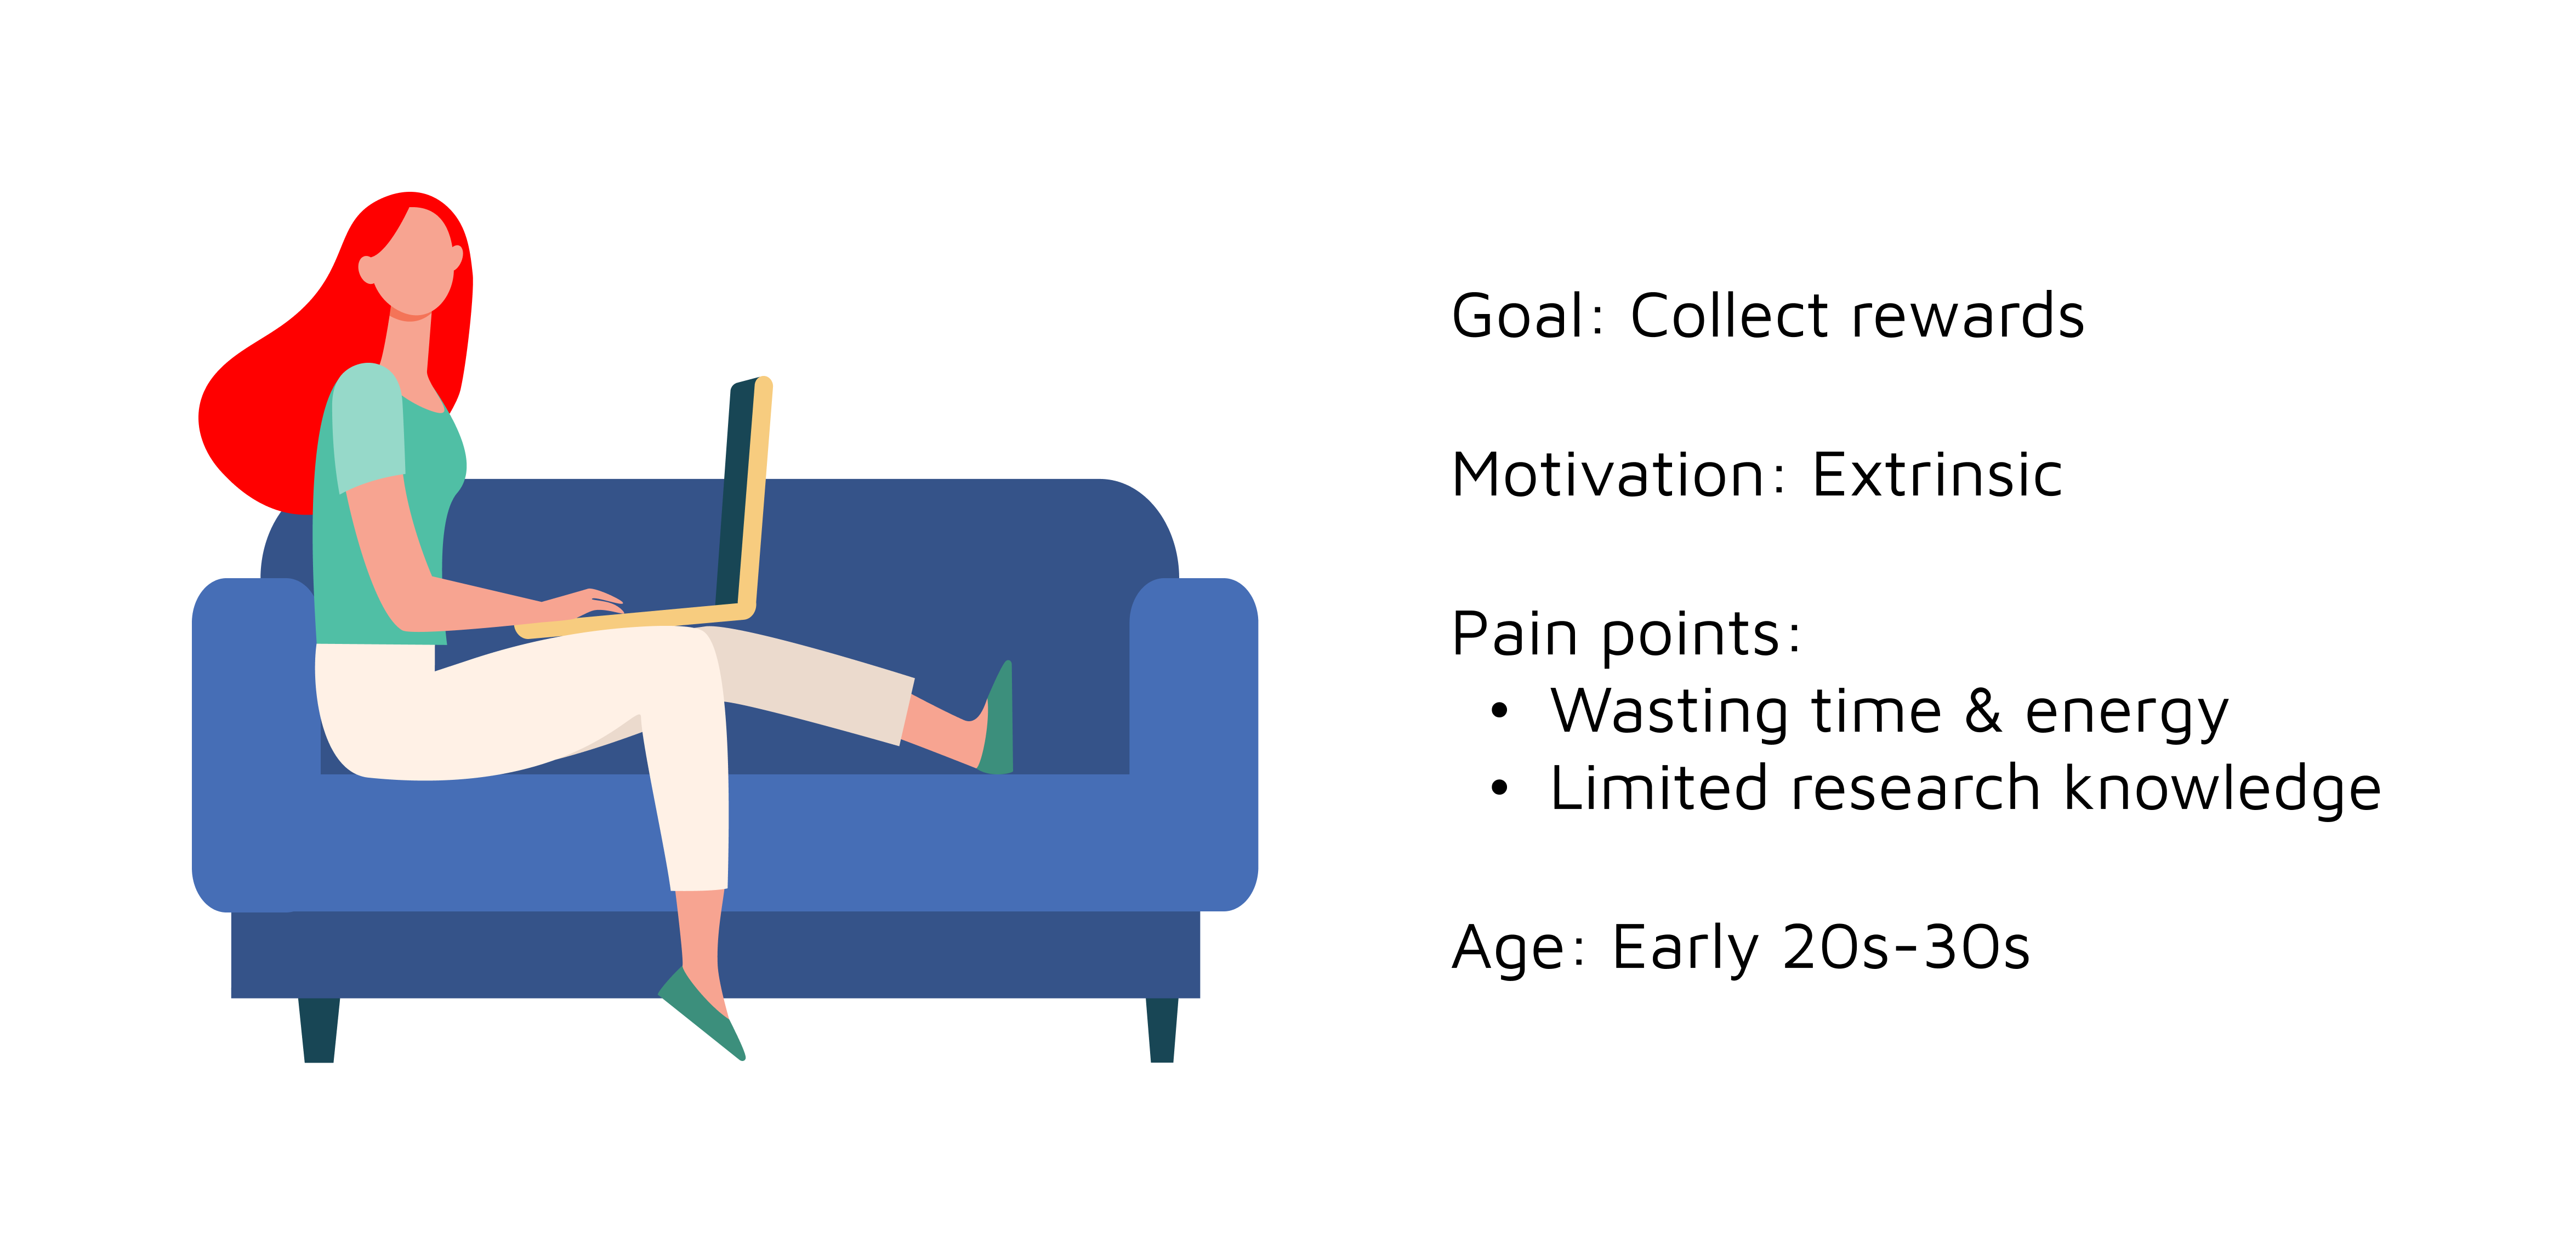 Goal: Collect rewards
Motivation: Extrinsic
Pain points:
• Wasting time & energy
• Limited research knowledge
Age: Early 20s-30s